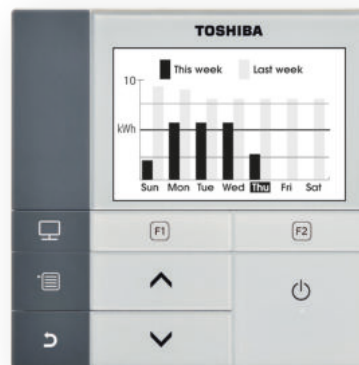 TOSHIBA
This week Last week
10
kWh
Sun Mon Tue Wed Thu Fri Sat
F1 F2